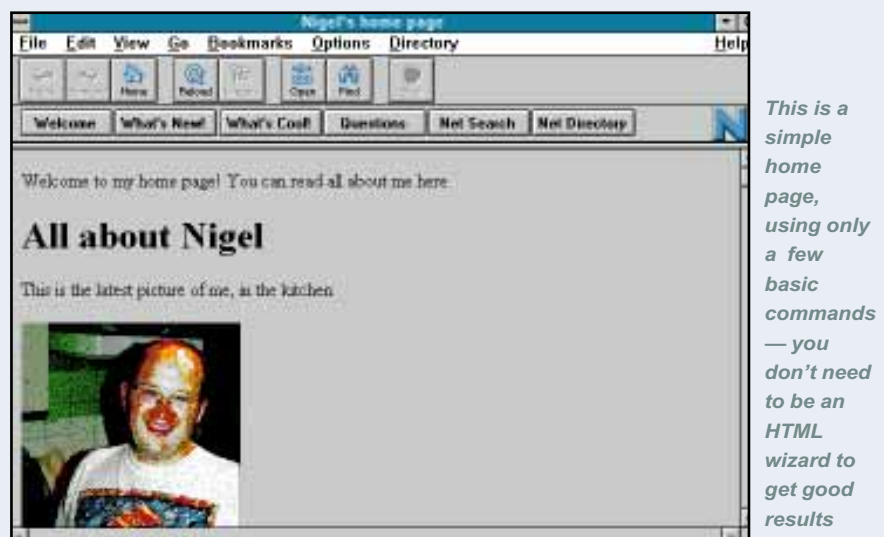 Nigel's home page
File Edit View Go Bookmarks Options Directory Help
Home Reload Open Find
Welcome What's New! What's Cool! Questions Net Search Net Directory
N
Welcome to my home page! You can read all about me here.
All about Nigel
This is the latest picture of me, in the kitchen
This is a
simple
home
page,
using only
a few
basic
commands
— you
don't need
to be an
HTML
wizard to
get good
results